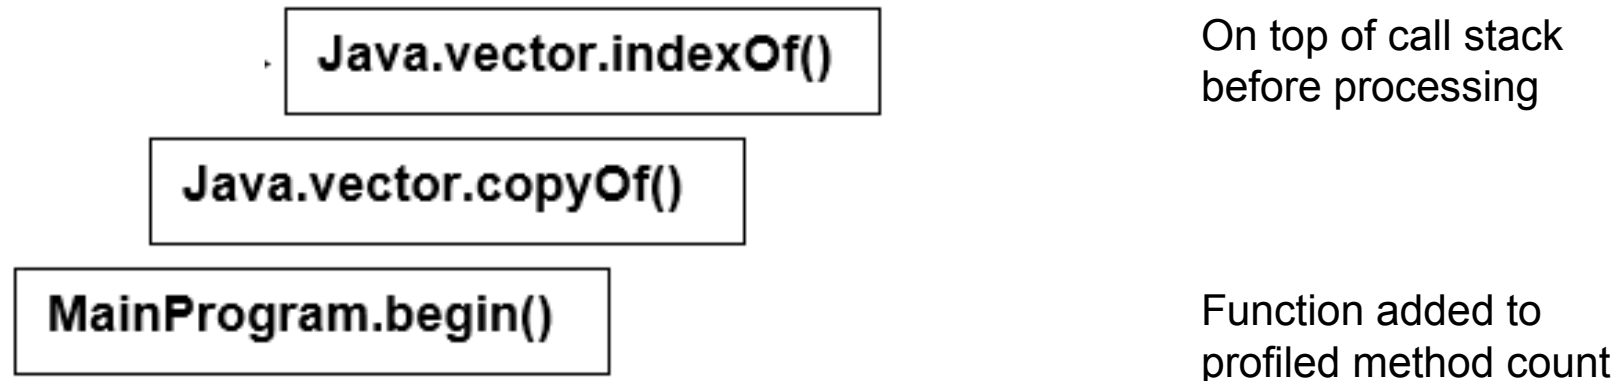 Java.vector.indexOf()
On top of call stack
before processing
Java.vector.copyOf()
MainProgram.begin()
Function added to
profiled method count